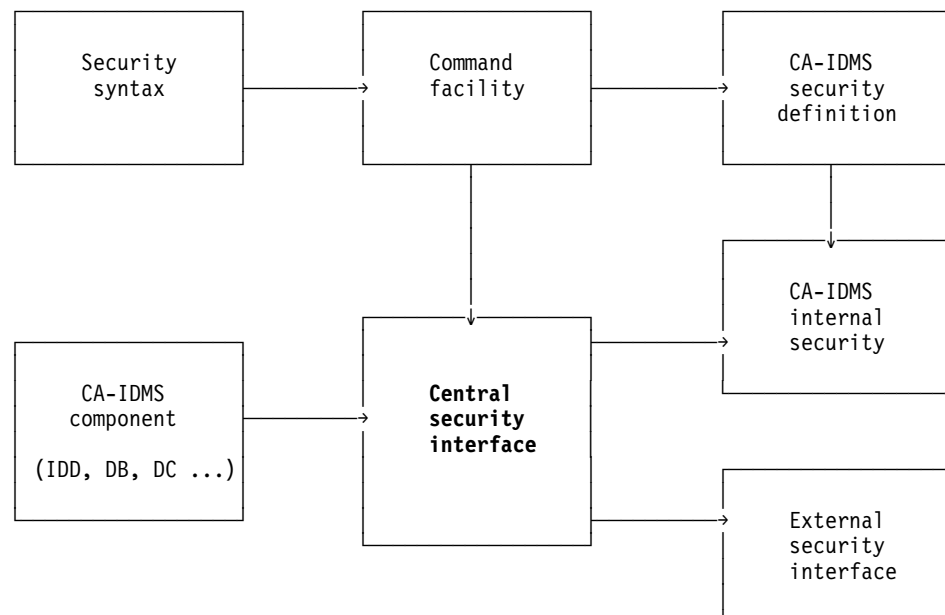 Security
syntax
Command
facility
CA-IDMS
security
definition
CA-IDMS
internal
security
CA-IDMS
component
(IDD, DB, DC ...)
Central
security
interface
External
security
interface